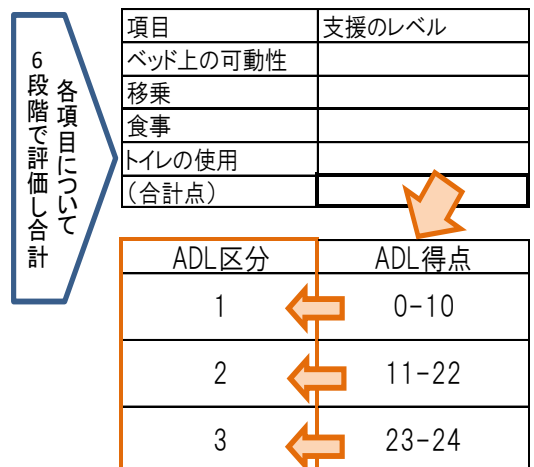 各項目について
6段階で評価し合計
項目 支援のレベル
ベッド上の可動性
移乗
食事
トイレの使用
(合計点)
ADL区分 ADL得点
1 0-10
2 11-22
3 23-24